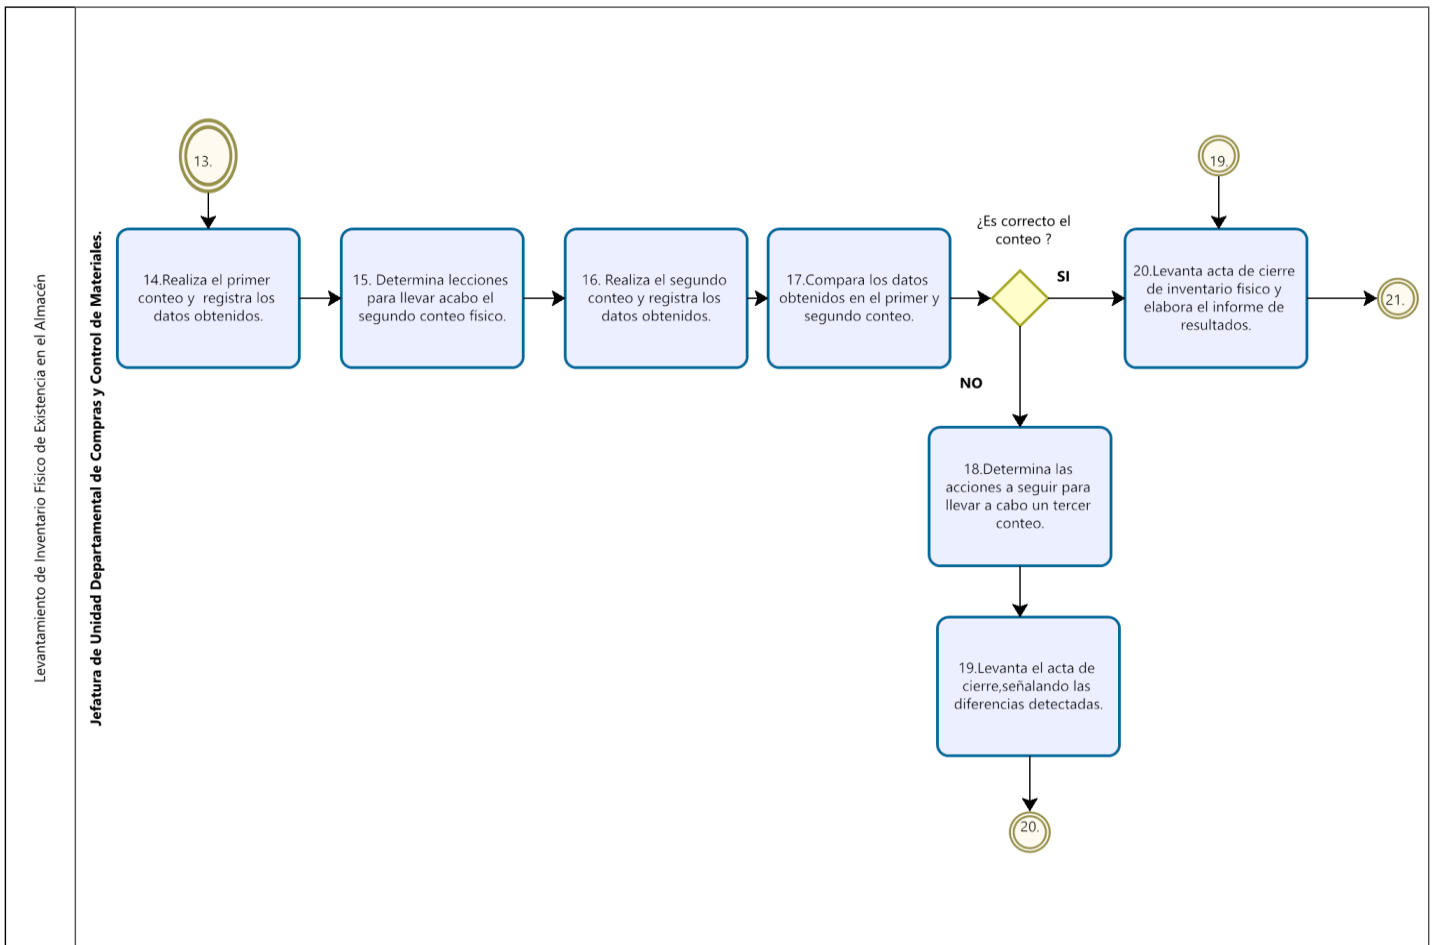 Levantamiento de Inventario Físico de Existencia en el Almacén
Jefatura de Unidad Departamental de Compras y Control de Materiales.
13.
14.Realiza el primer
conteo y registra los
datos obtenidos.
15. Determina lecciones
para llevar acabo el
segundo conteo físico.
16. Realiza el segundo
conteo y registra los
datos obtenidos.
17.Compara los datos
obtenidos en el primer y
segundo conteo.
¿Es correcto el
conteo ?
SI
NO
19.
20.Levanta acta de cierre
de inventario fisico y
elabora el informe de
resultados.
21.
18.Determina las
acciones a seguir para
llevar a cabo un tercer
conteo.
19.Levanta el acta de
cierre,señalando las
diferencias detectadas.
20.